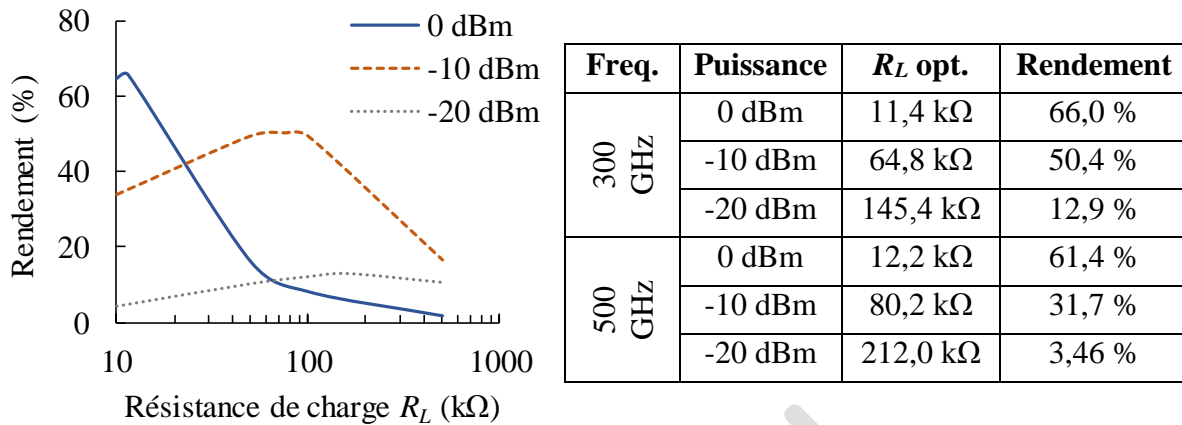 80
60
40
20
0
10
100
1000
Rendement (%)
Résistance de charge R_L (kΩ)
0 dBm
-10 dBm
-20 dBm
Freq. Puissance R_L opt. Rendement
300 GHz
0 dBm 11,4 kΩ 66,0 %
-10 dBm 64,8 kΩ 50,4 %
-20 dBm 145,4 kΩ 12,9 %
500 GHz
0 dBm 12,2 kΩ 61,4 %
-10 dBm 80,2 kΩ 31,7 %
-20 dBm 212,0 kΩ 3,46 %